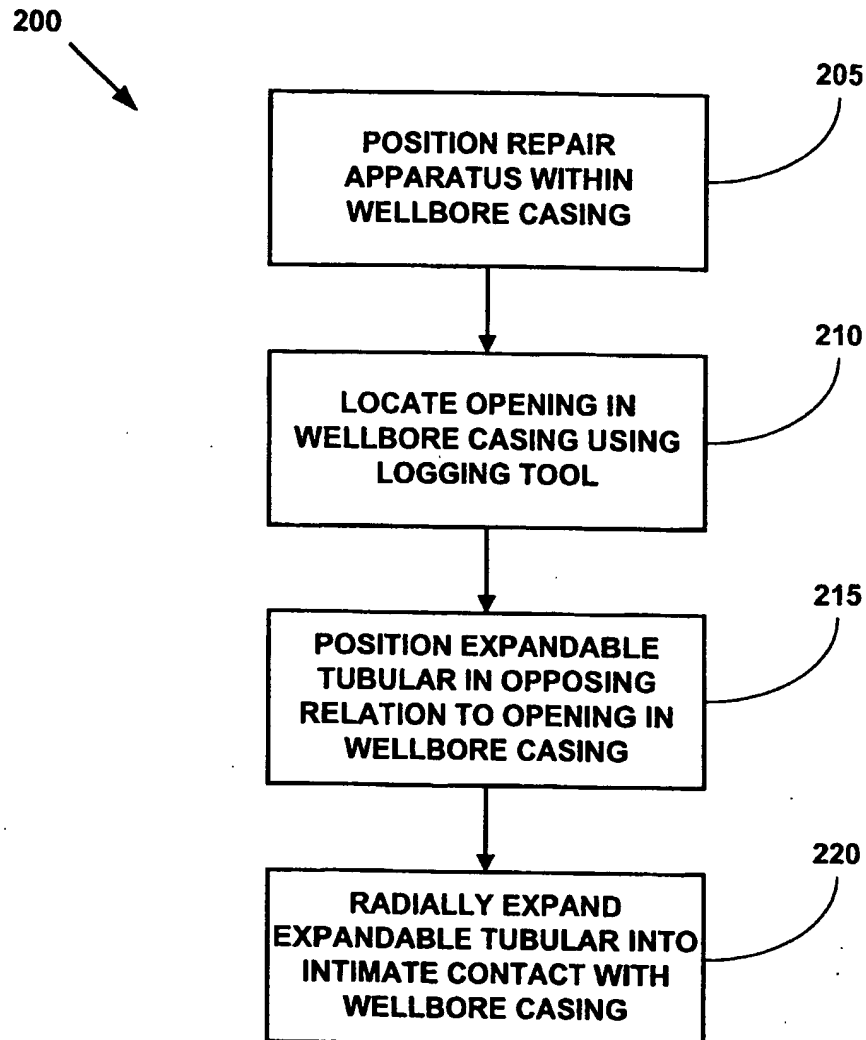 200
205
POSITION REPAIR
APPARATUS WITHIN
WELLBORE CASING
210
LOCATE OPENING IN
WELLBORE CASING USING
LOGGING TOOL
215
POSITION EXPANDABLE
TUBULAR IN OPPOSING
RELATION TO OPENING IN
WELLBORE CASING
220
RADIALLY EXPAND
EXPANDABLE TUBULAR INTO
INTIMATE CONTACT WITH
WELLBORE CASING